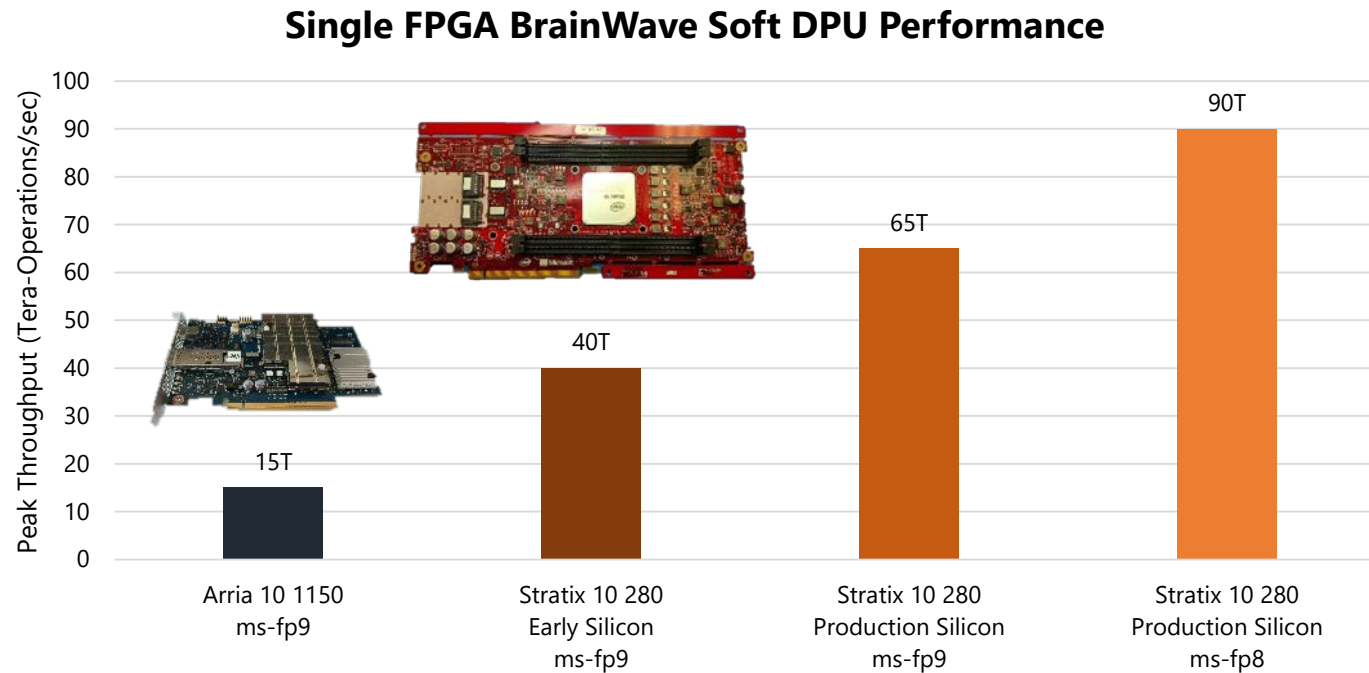 Single FPGA BrainWave Soft DPU Performance
Peak Throughput (Tera-Operations/sec)
100
90
80
70
60
50
40
30
20
10
0
15T
40T
65T
90T
Arria 10 1150
ms-fp9
Stratix 10 280
Early Silicon
ms-fp9
Stratix 10 280
Production Silicon
ms-fp9
Stratix 10 280
Production Silicon
ms-fp8